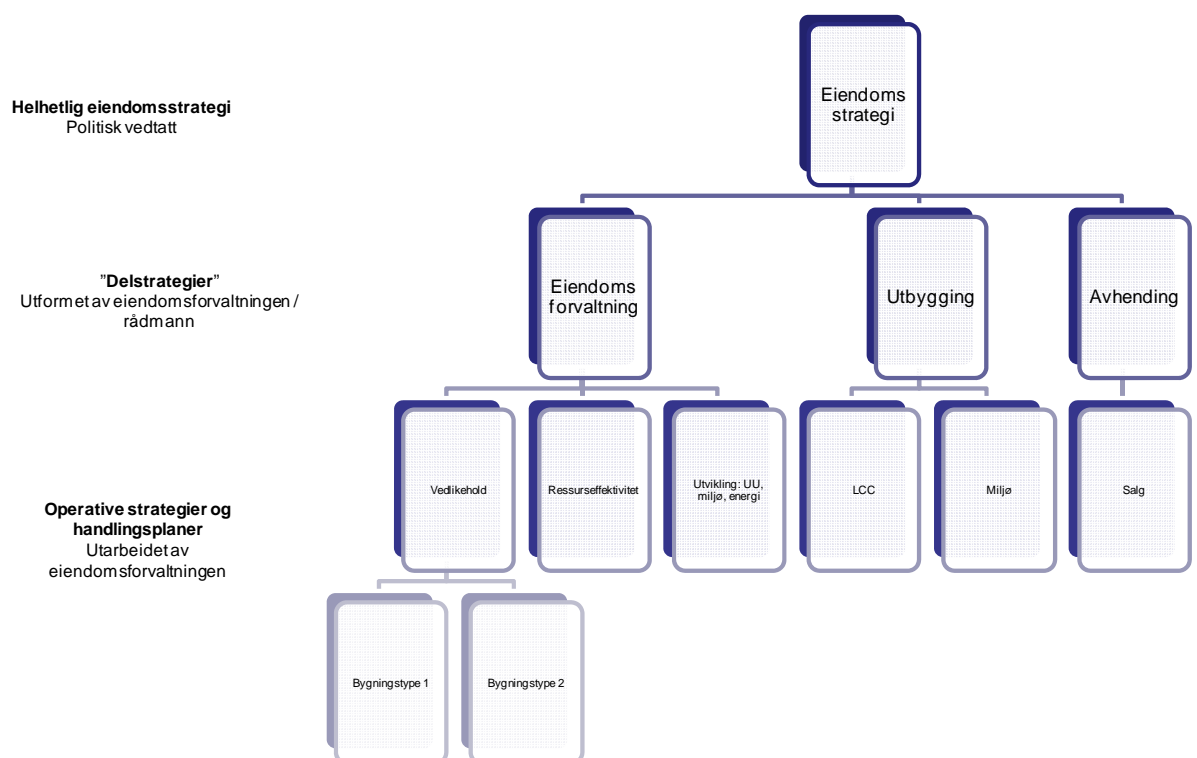 Eiendoms
strategi
Helhetlig eiendomsstrategi
Politisk vedtatt
"Delstrategier"
Utformet av eiendomsforvaltningen /
rådmann
Eiendoms
forvaltning
Utbygging
Avhending
Operative strategier og
handlingsplaner
Utarbeidet av
eiendomsforvaltningen
Vedlikehold
Ressurseffektivitet
Utvikling: UU,
miljø, energi
LCC
Miljø
Salg
Bygningstype 1
Bygningstype 2